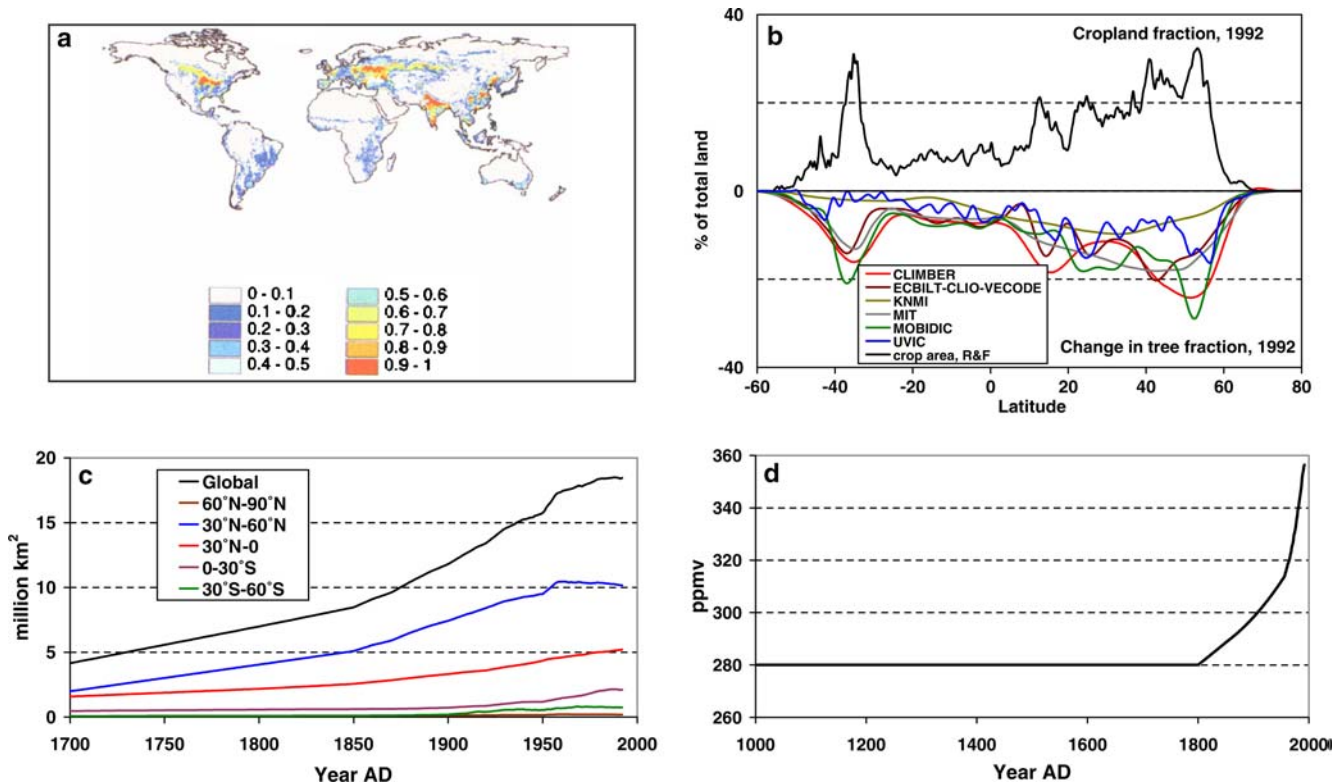 a
0 - 0.1
0.1 - 0.2
0.2 - 0.3
0.3 - 0.4
0.4 - 0.5
0.5 - 0.6
0.6 - 0.7
0.7 - 0.8
0.8 - 0.9
0.9 - 1
b
Cropland fraction, 1992
% of total land
40
20
0
-20
-40
CLIMBER
ECBILT-CLIO-VECODE
KNMI
MIT
MOBIDIC
UVIC
crop area, R&F
Change in tree fraction, 1992
-60 -40 -20 0 20 40 60 80
Latitude
c
million km²
20
15
10
5
0
Global
60°N-90°N
30°N-60°N
30°N-0
0-30°S
30°S-60°S
1700 1750 1800 1850 1900 1950 2000
Year AD
d
ppmv
360
340
320
300
280
260
1000 1200 1400 1600 1800 2000
Year AD